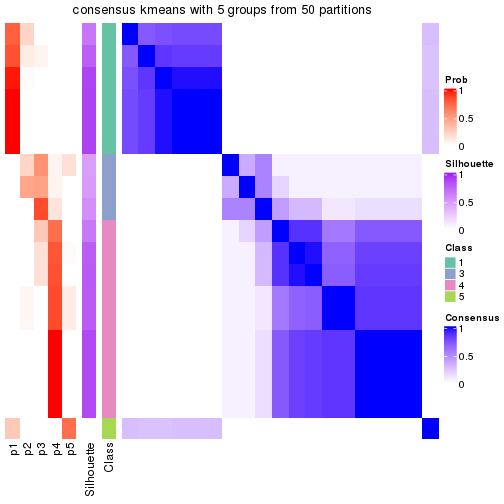 consensus kmeans with 5 groups from 50 partitions
Prob
1
0.5
0
Silhouette
1
0.5
0
Class
1
3
4
5
Consensus
1
0.5
0
p1
p2
p3
p4
p5
Silhouette
Class